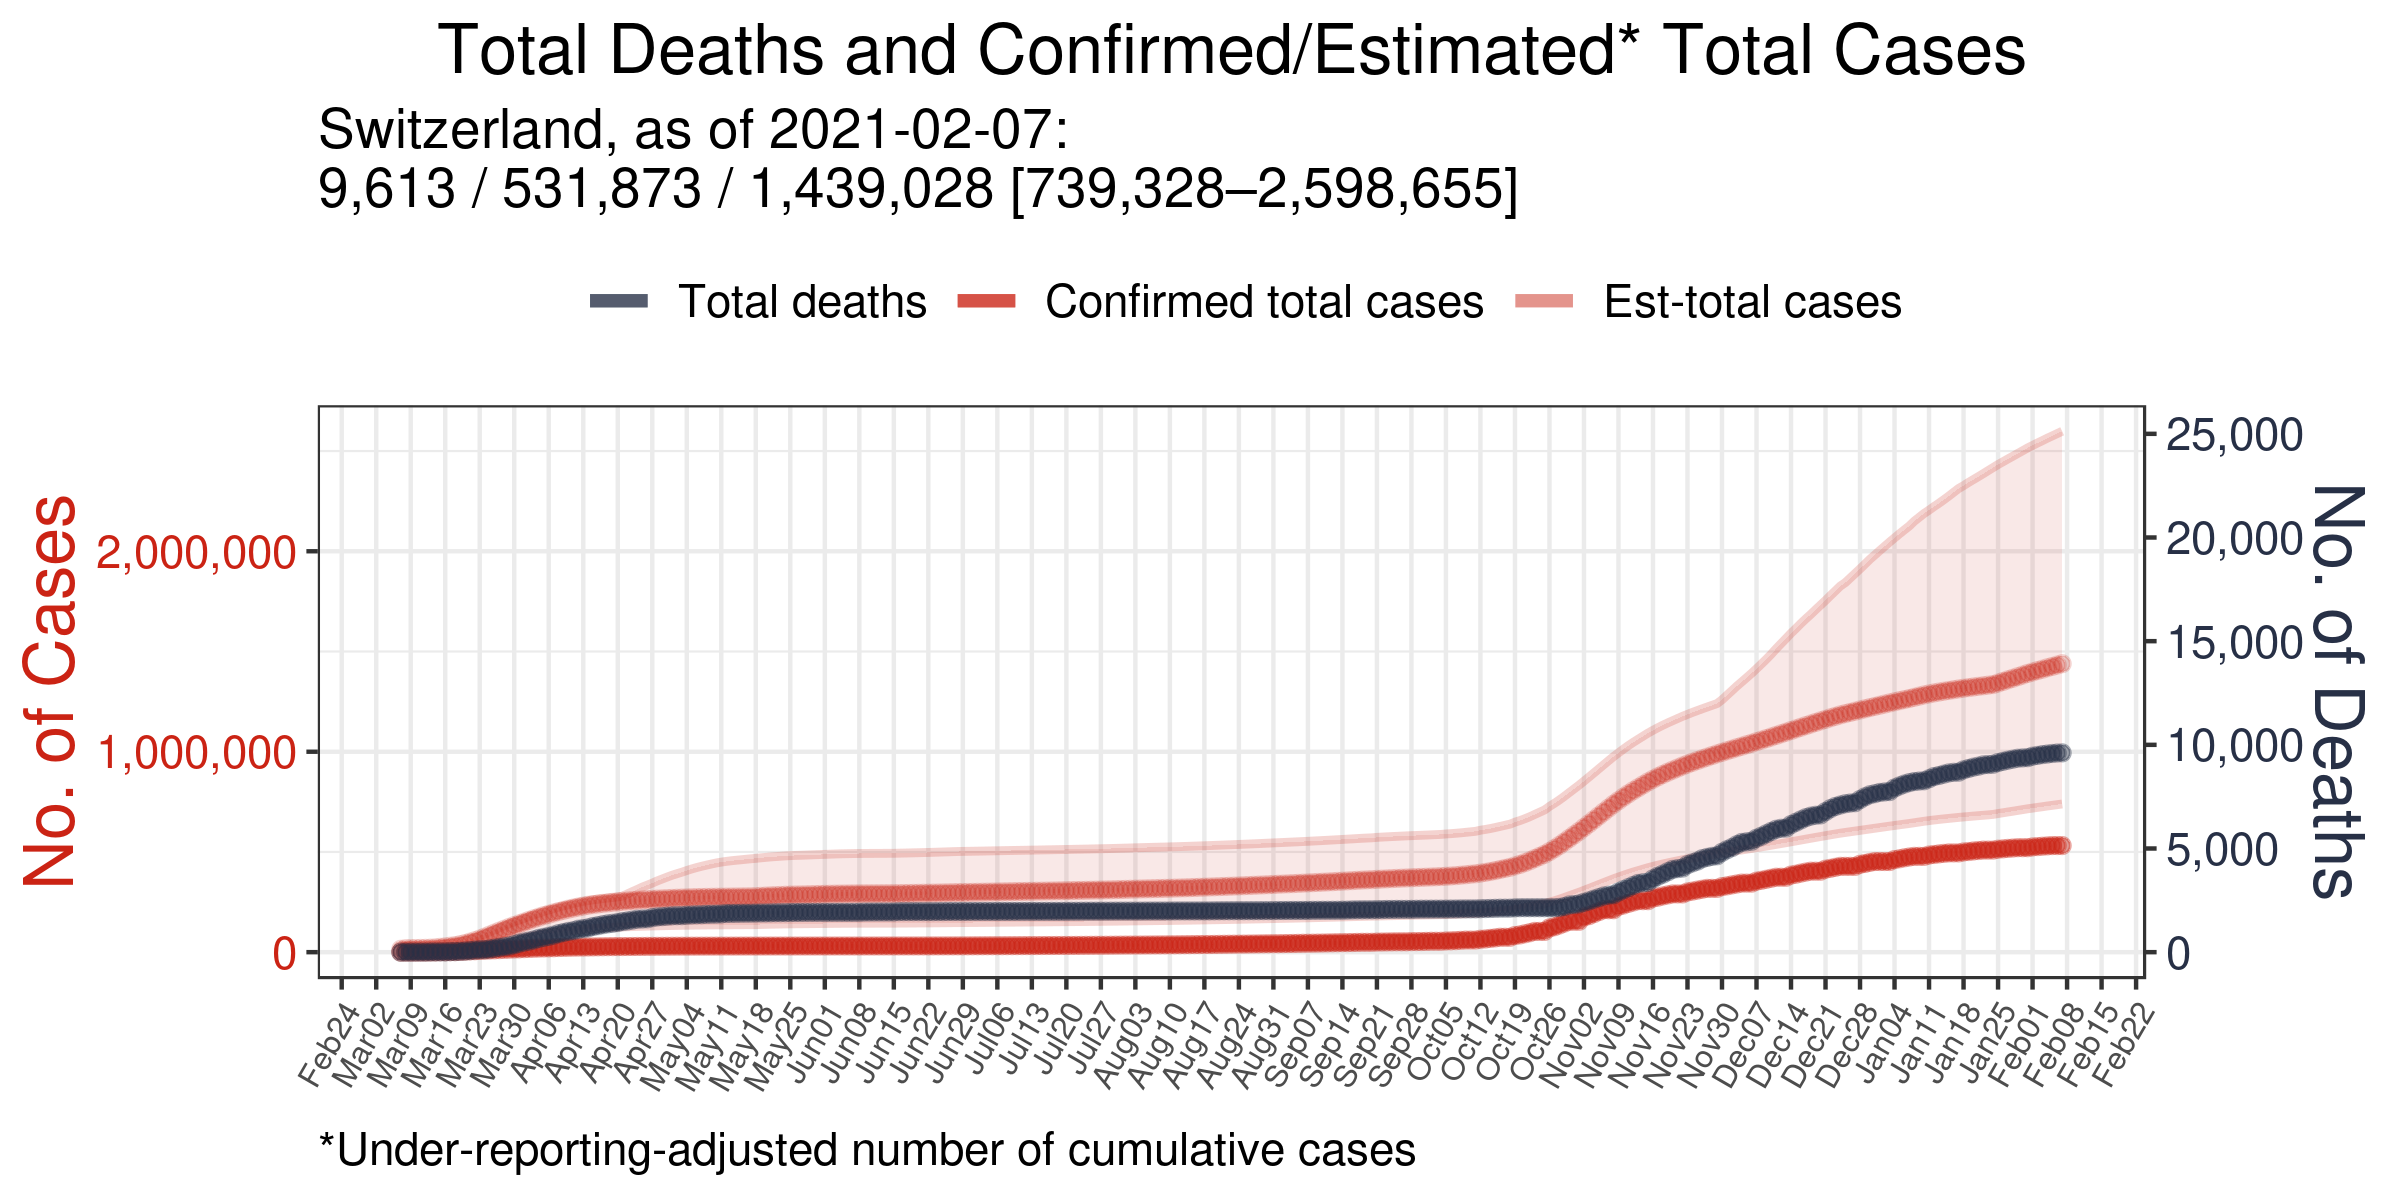 Total Deaths and Confirmed/Estimated* Total Cases
Switzerland, as of 2021-02-07:
9,613 / 531,873 / 1,439,028 [739,328–2,598,655]
Total deaths
Confirmed total cases
Est-total cases
No. of Cases
2,000,000
1,000,000
0
25,000
20,000
15,000
10,000
5,000
0
No. of Deaths
Feb24
Mar02
Mar09
Mar16
Mar23
Mar30
Apr06
Apr13
Apr20
Apr27
May04
May11
May18
May25
Jun01
Jun08
Jun15
Jun22
Jun29
Jul06
Jul13
Jul20
Jul27
Aug03
Aug10
Aug17
Aug24
Aug31
Sep07
Sep14
Sep21
Sep28
Oct05
Oct12
Oct19
Oct26
Nov02
Nov09
Nov16
Nov23
Nov30
Dec07
Dec14
Dec21
Dec28
Jan04
Jan11
Jan18
Jan25
Feb01
Feb08
Feb15
Feb22
*Under-reporting-adjusted number of cumulative cases